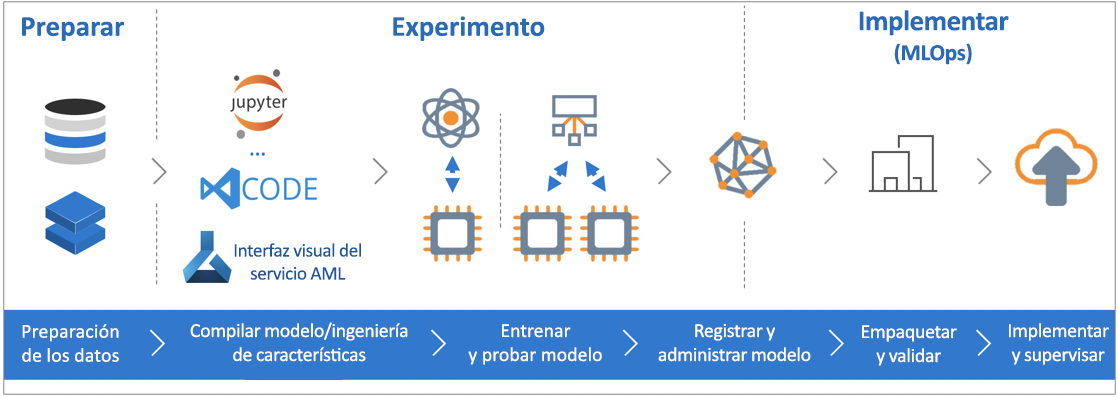 Preparar
Experimento
Implementar
(MLOps)
jupyter
...
CODE
Interfaz visual del
servicio AML
Preparación
de los datos
Compilar modelo/ingeniería
de características
Entrenar
y probar modelo
Registrar y
administrar modelo
Empaquetar
y validar
Implementar
y supervisar